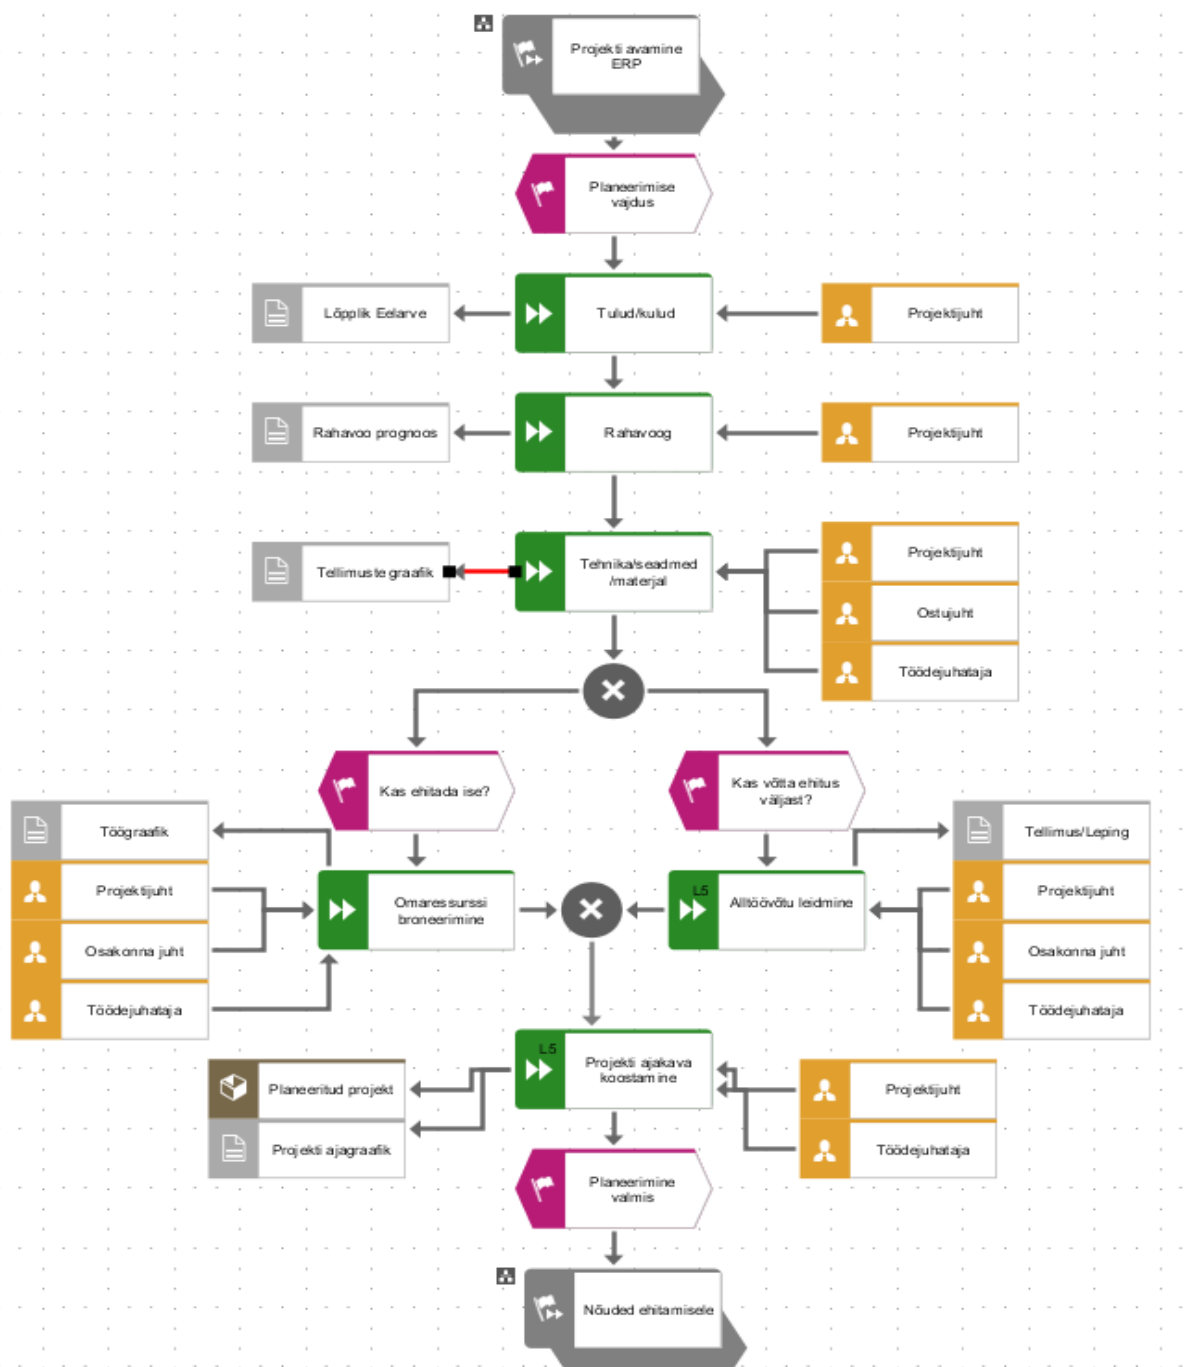 Projekti avamine
ERP
Planeerimise
vajdus
Lõpplik Eelarve
Tulud/kulud
Projektijuht
Rahavoo prognoos
Rahavoog
Projektijuht
Tellimuste graafik
Tehnika/seadmed
/materjal
Projektijuht
Ostujuht
Töödejuhataja
Kas ehitada ise?
Kas võtta ehitus
väljast?
Töögraafik
Projektijuht
Osakonna juht
Töödejuhataja
Omaressurssi
broneerimine
L5
Alltöövõtu leidmine
Tellimus/Leping
Projektijuht
Osakonna juht
Töödejuhataja
L5
Projekti ajakava
koostamine
Planeeritud projekt
Projekti ajagraafik
Projektijuht
Töödejuhataja
Planeerimine
valmis
Nõuded ehitamisele